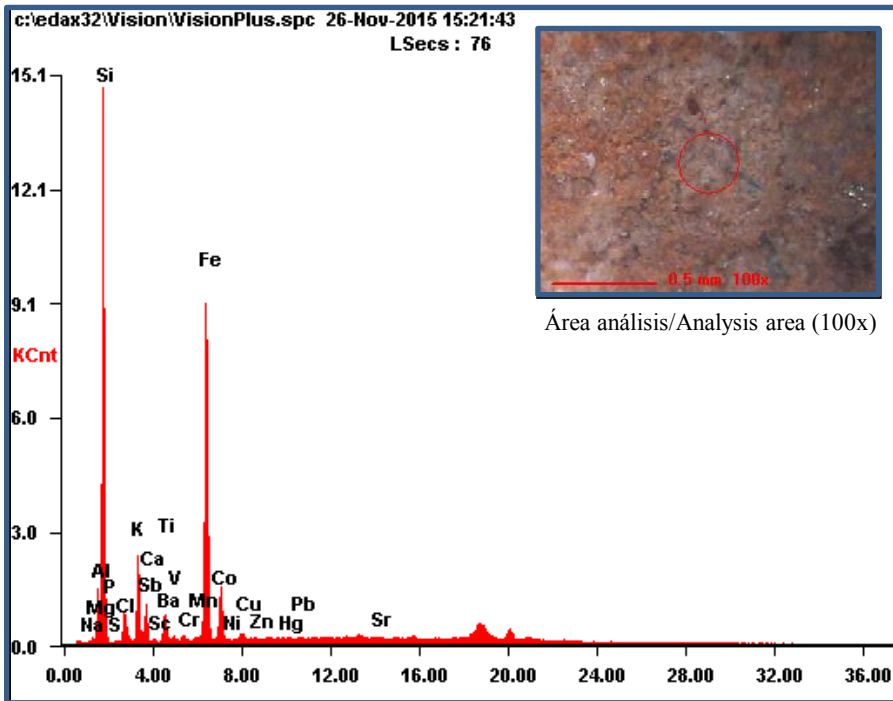 c:\edax32\Vision\VisionPlus.spc 26-Nov-2015 15:21:43
LSecs : 76
15.1
12.1
9.1
KCnt
6.0
3.0
0.0
Si
Fe
K
Ti
Al
Ca
V
P
Sb
Co
Mg
Cl
Ba
Mn
Cu
Pb
Na
S
Sc
Cr
Ni
Zn
Hg
Sr
0.00 4.00 8.00 12.00 16.00 20.00 24.00 28.00 32.00 36.00
0.5 mm 100x
Área análisis/Analysis area (100x)